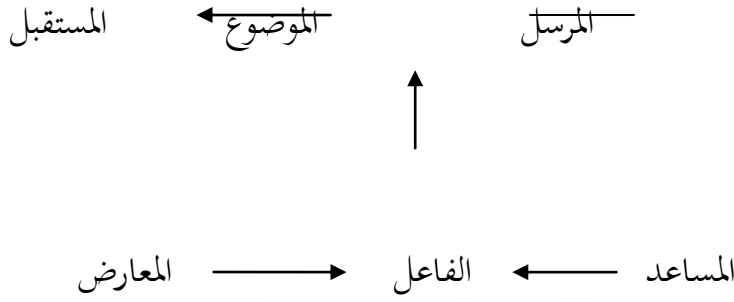 المرسل الموضوع المستقبل
المساعد الفاعل المعارض